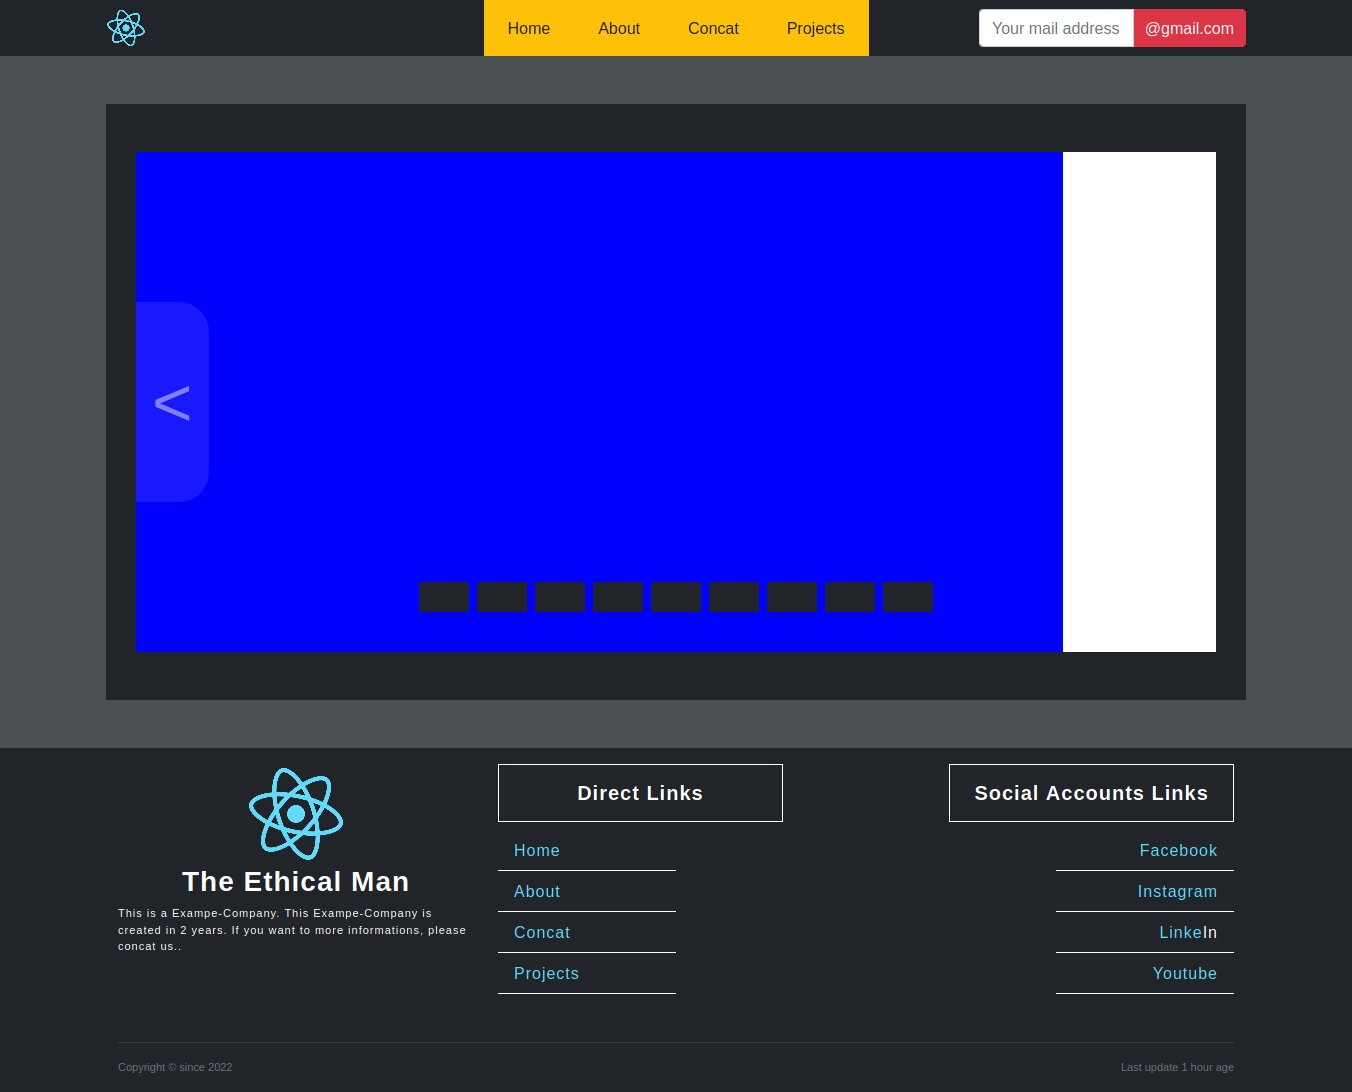 Home About Concat Projects Your mail address @gmail.com
<
Direct Links
Social Accounts Links
Home
About
Concat
Projects
Facebook
Instagram
LinkeIn
Youtube
The Ethical Man
This is a Exampe-Company. This Exampe-Company is
created in 2 years. If you want to more informations, please
concat us..
Copyright © since 2022
Last update 1 hour age